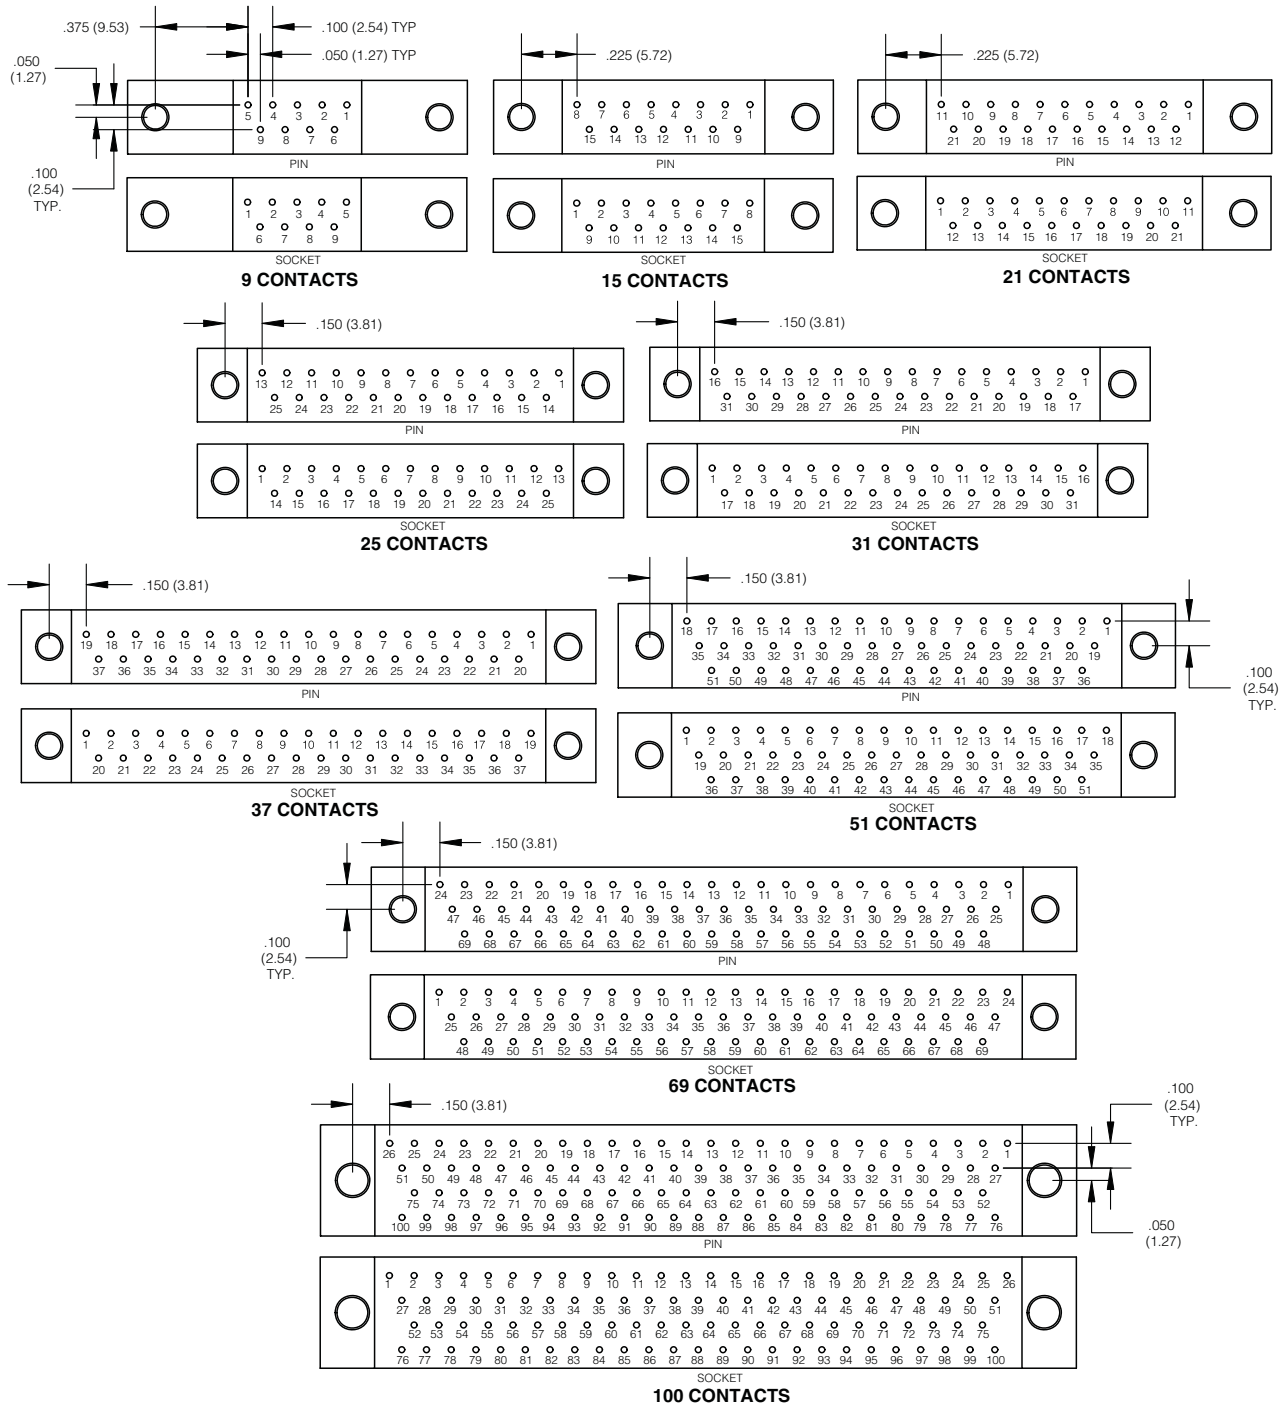 .375 (9.53)
.100 (2.54) TYP
.050 (1.27) TYP
.050
(1.27)
.100
(2.54)
TYP.
5 4 3 2 1
9 8 7 6
PIN
1 2 3 4 5
6 7 8 9
SOCKET
9 CONTACTS
.225 (5.72)
8 7 6 5 4 3 2 1
15 14 13 12 11 10 9
PIN
1 2 3 4 5 6 7 8
9 10 11 12 13 14 15
SOCKET
15 CONTACTS
.225 (5.72)
11 10 9 8 7 6 5 4 3 2 1
21 20 19 18 17 16 15 14 13 12
PIN
1 2 3 4 5 6 7 8 9 10 11
12 13 14 15 16 17 18 19 20 21
SOCKET
21 CONTACTS
.150 (3.81)
13 12 11 10 9 8 7 6 5 4 3 2 1
25 24 23 22 21 20 19 18 17 16 15 14
PIN
1 2 3 4 5 6 7 8 9 10 11 12 13
14 15 16 17 18 19 20 21 22 23 24 25
SOCKET
25 CONTACTS
.150 (3.81)
16 15 14 13 12 11 10 9 8 7 6 5 4 3 2 1
31 30 29 28 27 26 25 24 23 22 21 20 19 18 17
PIN
1 2 3 4 5 6 7 8 9 10 11 12 13 14 15 16
17 18 19 20 21 22 23 24 25 26 27 28 29 30 31
SOCKET
31 CONTACTS
.150 (3.81)
19 18 17 16 15 14 13 12 11 10 9 8 7 6 5 4 3 2 1
37 36 35 34 33 32 31 30 29 28 27 26 25 24 23 22 21 20
PIN
1 2 3 4 5 6 7 8 9 10 11 12 13 14 15 16 17 18 19
20 21 22 23 24 25 26 27 28 29 30 31 32 33 34 35 36 37
SOCKET
37 CONTACTS
.150 (3.81)
18 17 16 15 14 13 12 11 10 9 8 7 6 5 4 3 2 1
35 34 33 32 31 30 29 28 27 26 25 24 23 22 21 20 19
51 50 49 48 47 46 45 44 43 42 41 40 39 38 37 36
PIN
.100
(2.54)
TYP.
1 2 3 4 5 6 7 8 9 10 11 12 13 14 15 16 17 18
19 20 21 22 23 24 25 26 27 28 29 30 31 32 33 34 35
36 37 38 39 40 41 42 43 44 45 46 47 48 49 50 51
SOCKET
51 CONTACTS
.150 (3.81)
.100
(2.54)
TYP.
24 23 22 21 20 19 18 17 16 15 14 13 12 11 10 9 8 7 6 5 4 3 2 1
47 46 45 44 43 42 41 40 39 38 37 36 35 34 33 32 31 30 29 28 27 26 25
69 68 67 66 65 64 63 62 61 60 59 58 57 56 55 54 53 52 51 50 49 48
PIN
1 2 3 4 5 6 7 8 9 10 11 12 13 14 15 16 17 18 19 20 21 22 23 24
25 26 27 28 29 30 31 32 33 34 35 36 37 38 39 40 41 42 43 44 45 46 47
48 49 50 51 52 53 54 55 56 57 58 59 60 61 62 63 64 65 66 67 68 69
SOCKET
69 CONTACTS
.150 (3.81)
.100
(2.54)
TYP.
26 25 24 23 22 21 20 19 18 17 16 15 14 13 12 11 10 9 8 7 6 5 4 3 2 1
51 50 49 48 47 46 45 44 43 42 41 40 39 38 37 36 35 34 33 32 31 30 29 28 27
75 74 73 72 71 70 69 68 67 66 65 64 63 62 61 60 59 58 57 56 55 54 53 52
100 99 98 97 96 95 94 93 92 91 90 89 88 87 86 85 84 83 82 81 80 79 78 77 76
PIN
.050
(1.27)
1 2 3 4 5 6 7 8 9 10 11 12 13 14 15 16 17 18 19 20 21 22 23 24 25 26
27 28 29 30 31 32 33 34 35 36 37 38 39 40 41 42 43 44 45 46 47 48 49 50 51
52 53 54 55 56 57 58 59 60 61 62 63 64 65 66 67 68 69 70 71 72 73 74 75
76 77 78 79 80 81 82 83 84 85 86 87 88 89 90 91 92 93 94 95 96 97 98 99 100
SOCKET
100 CONTACTS